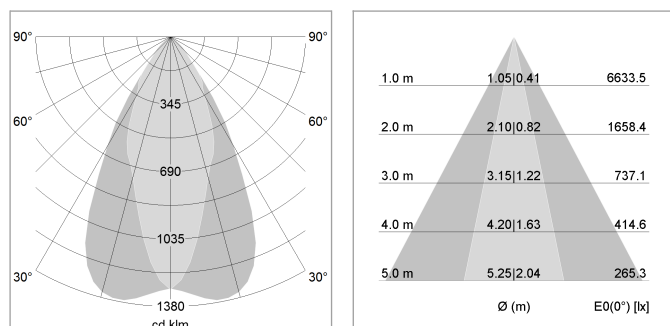 90° 90°
345
60° 60°
690
1035
30° 30°
1380
cd klm
1.0 m 1.05|0.41 6633.5
2.0 m 2.10|0.82 1658.4
3.0 m 3.15|1.22 737.1
4.0 m 4.20|1.63 414.6
5.0 m 5.25|2.04 265.3
Ø (m) E0(0°) [lx]